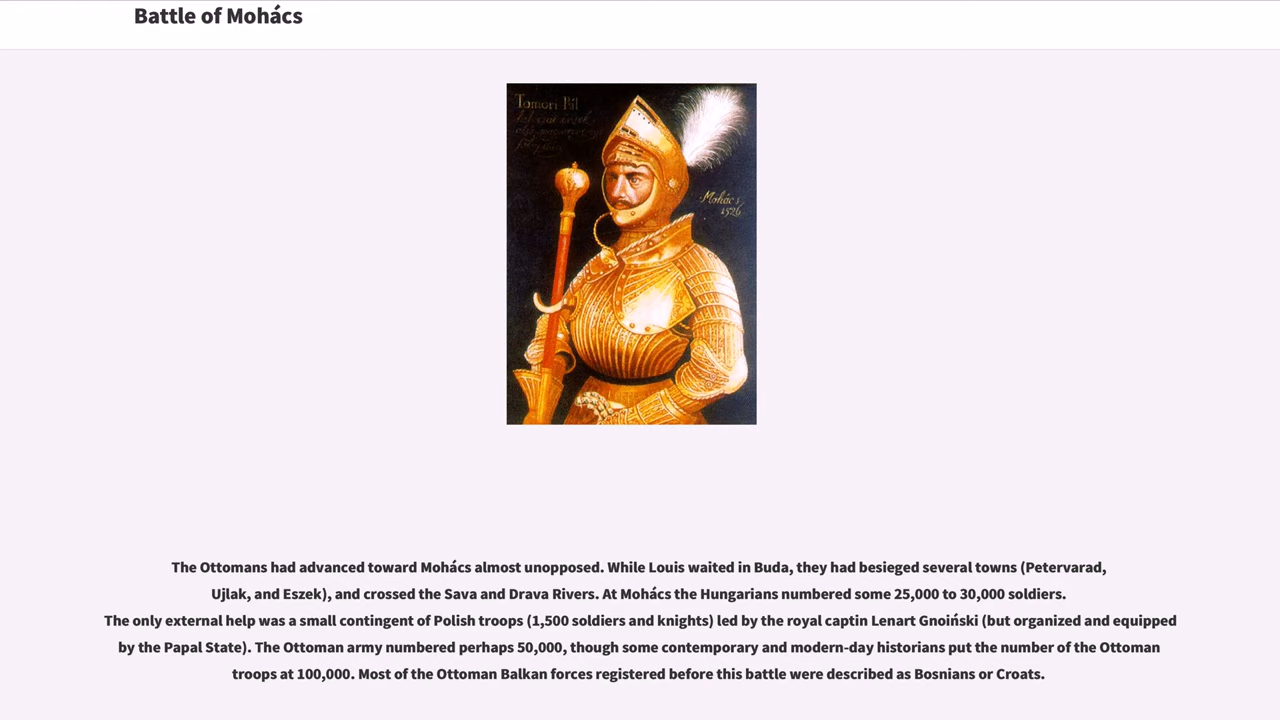 Battle of Mohács
Tomori Pál
Mohács
1526
The Ottomans had advanced toward Mohács almost unopposed. While Louis waited in Buda, they had besieged several towns (Petervarad,
Ujlak, and Eszek), and crossed the Sava and Drava Rivers. At Mohács the Hungarians numbered some 25,000 to 30,000 soldiers.
The only external help was a small contingent of Polish troops (1,500 soldiers and knights) led by the royal captin Lenart Gnoiński (but organized and equipped
by the Papal State). The Ottoman army numbered perhaps 50,000, though some contemporary and modern-day historians put the number of the Ottoman
troops at 100,000. Most of the Ottoman Balkan forces registered before this battle were described as Bosnians or Croats.